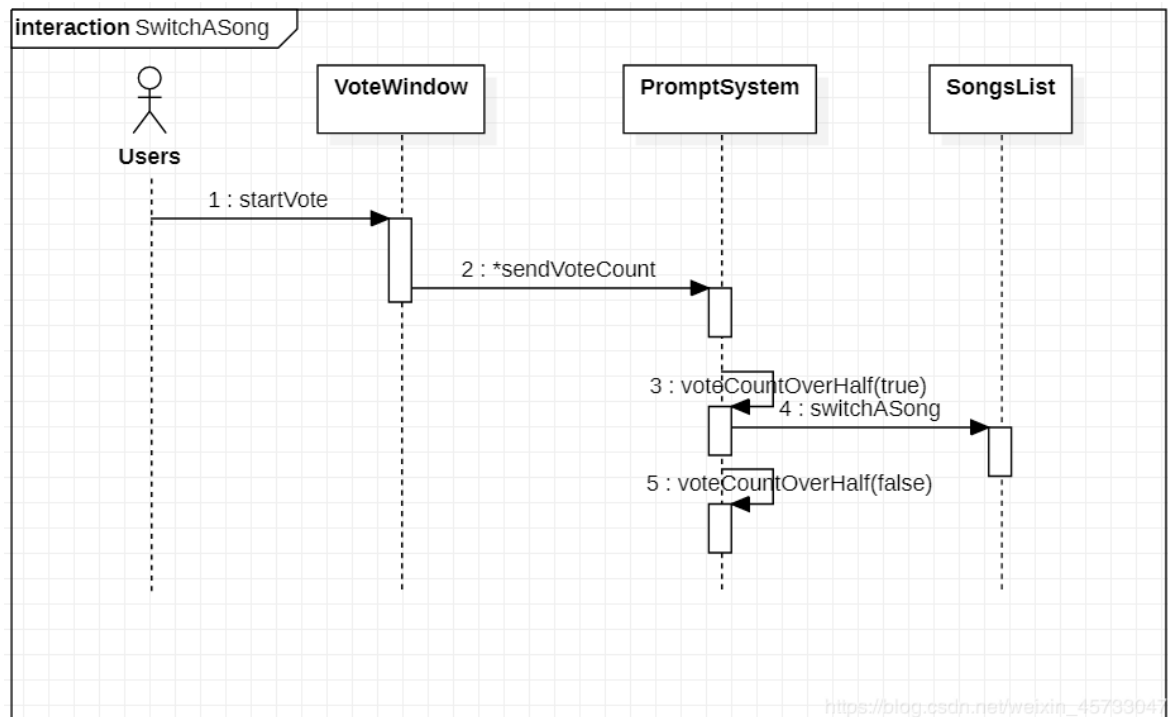 interaction SwitchASong
VoteWindow
PromptSystem
SongsList
Users
1 : startVote
2 : *sendVoteCount
3 : voteCountOverHalf(true)
4 : switchASong
5 : voteCountOverHalf(false)
https://blog.csdn.net/weixin_45733047